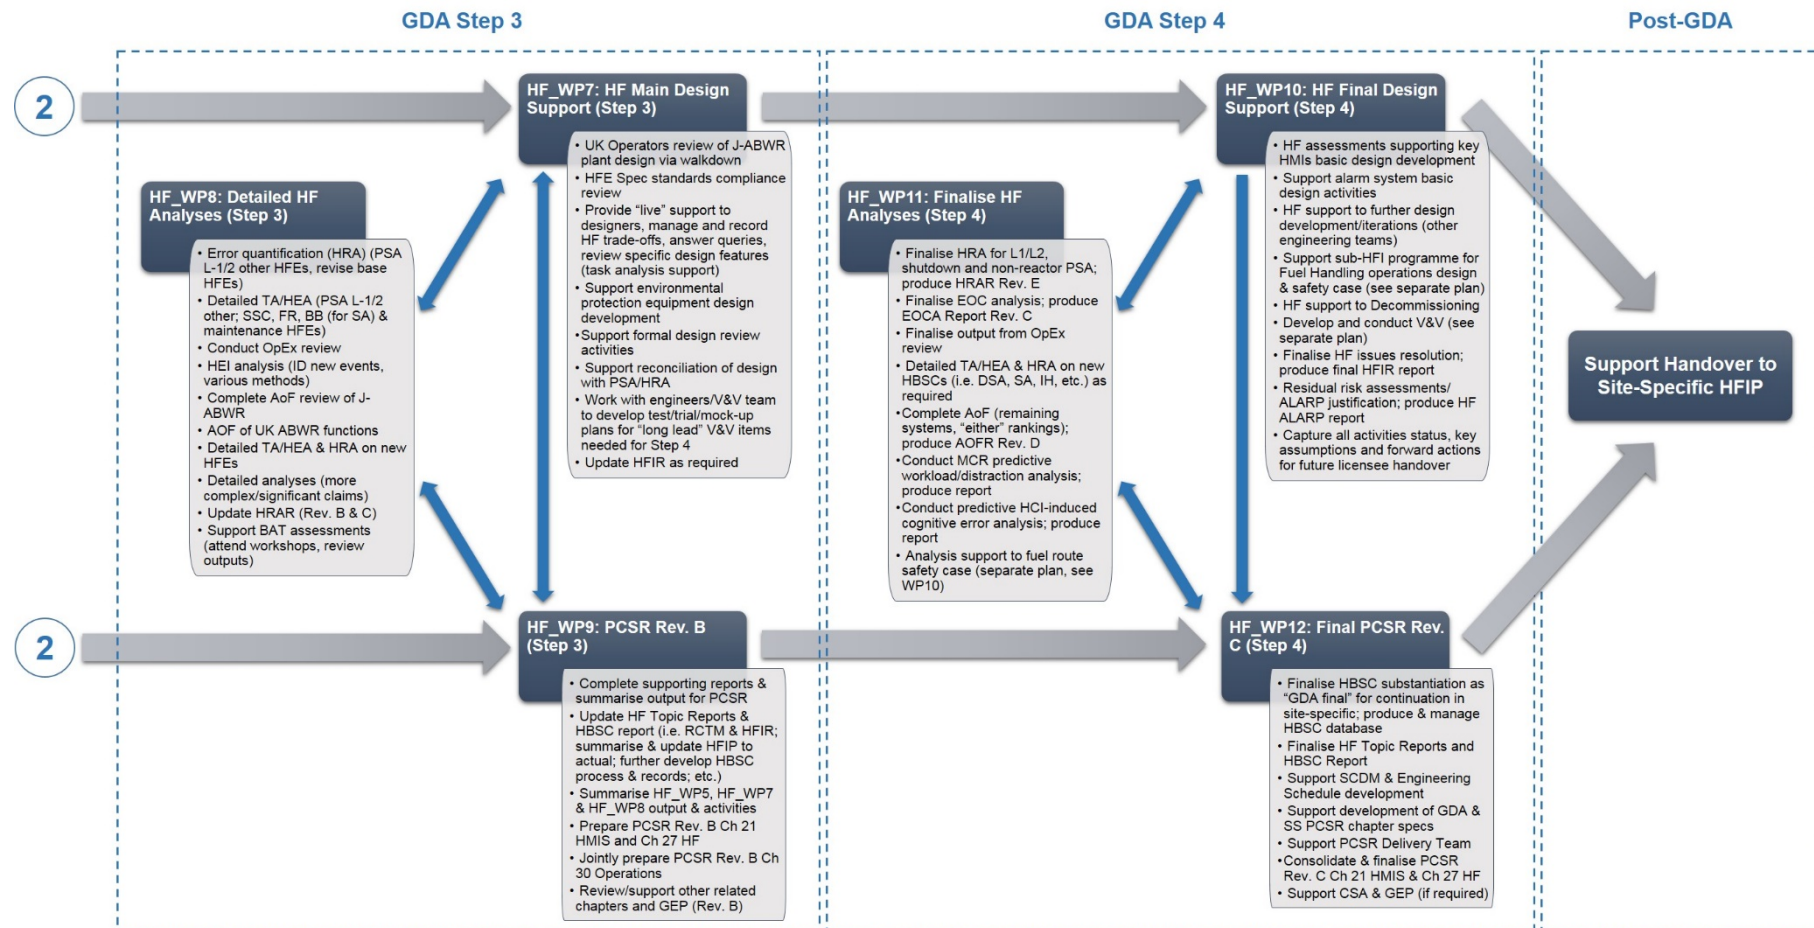 GDA Step 3
GDA Step 4
Post-GDA
2
HF_WP7: HF Main Design
Support (Step 3)
• UK Operators review of J-ABWR
plant design via walkdown
• HFE Spec standards compliance
review
• Provide “live” support to
designers, manage and record
HF trade-offs, answer queries,
review specific design features
(task analysis support)
• Support environmental
protection equipment design
development
•Support formal design review
activities
• Support reconciliation of design
with PSA/HRA
• Work with engineers/V&V team
to develop test/trial/mock-up
plans for “long lead” V&V items
needed for Step 4
• Update HFIR as required
HF_WP8: Detailed HF
Analyses (Step 3)
• Error quantification (HRA) (PSA
L-1/2 other HFEs, revise base
HFEs)
• Detailed TA/HEA (PSA L-1/2
other; SSC, FR, BB (for SA) &
maintenance HFEs)
• Conduct OpEx review
• HEI analysis (ID new events,
various methods)
• Complete AoF review of J-
ABWR
• AOF of UK ABWR functions
• Detailed TA/HEA & HRA on new
HFEs
• Detailed analyses (more
complex/significant claims)
• Update HRAR (Rev. B & C)
• Support BAT assessments
(attend workshops, review
outputs)
2
HF_WP9: PCSR Rev. B
(Step 3)
• Complete supporting reports &
summarise output for PCSR
• Update HF Topic Reports &
HBSC report (i.e. RCTM & HFIR;
summarise & update HFIP to
actual; further develop HBSC
process & records; etc.)
• Summarise HF_WP5, HF_WP7
& HF_WP8 output & activities
• Prepare PCSR Rev. B Ch 21
HMIS and Ch 27 HF
• Jointly prepare PCSR Rev. B Ch
30 Operations
• Review/support other related
chapters and GEP (Rev. B)
HF_WP10: HF Final Design
Support (Step 4)
• HF assessments supporting key
HMIs basic design development
• Support alarm system basic
design activities
• HF support to further design
development/iterations (other
engineering teams)
• Support sub-HFI programme for
Fuel Handling operations design
& safety case (see separate plan)
• HF support to Decommissioning
• Develop and conduct V&V (see
separate plan)
• Finalise HF issues resolution;
produce final HFIR report
• Residual risk assessments/
ALARP justification; produce HF
ALARP report
• Capture all activities status, key
assumptions and forward actions
for future licensee handover
HF_WP11: Finalise HF
Analyses (Step 4)
• Finalise HRA for L1/L2,
shutdown and non-reactor PSA;
produce HRAR Rev. E
• Finalise EOC analysis; produce
EOCA Report Rev. C
• Finalise output from OpEx
review
• Detailed TA/HEA & HRA on new
HBSCs (i.e. DSA, SA, IH, etc.) as
required
•Complete AoF (remaining
systems, “either” rankings);
produce AOFR Rev. D
• Conduct MCR predictive
workload/distraction analysis;
produce report
•Conduct predictive HCI-induced
cognitive error analysis; produce
report
• Analysis support to fuel route
safety case (separate plan, see
WP10)
HF_WP12: Final PCSR Rev.
C (Step 4)
• Finalise HBSC substantiation as
“GDA final” for continuation in
site-specific; produce & manage
HBSC database
• Finalise HF Topic Reports and
HBSC Report
• Support SCDM & Engineering
Schedule development
• Support development of GDA &
SS PCSR chapter specs
• Support PCSR Delivery Team
•Consolidate & finalise PCSR
Rev. C Ch 21 HMIS & Ch 27 HF
• Support CSA & GEP (if required)
Support Handover to
Site-Specific HFIP